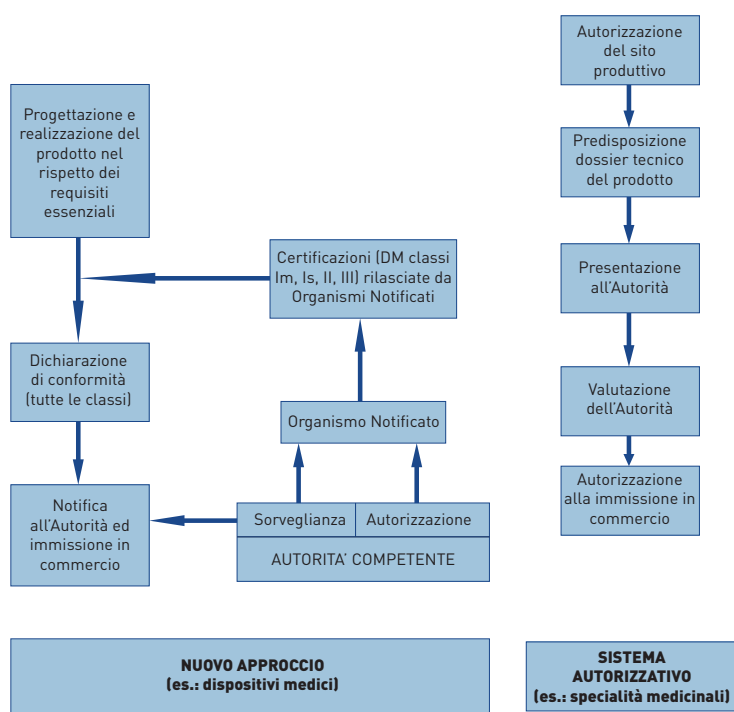 Progettazione e
realizzazione del
prodotto nel
rispetto dei
requisiti
essenziali
Certificazioni (DM classi
Im, Is, II, III) rilasciate da
Organismi Notificati
Dichiarazione
di conformità
(tutte le classi)
Organismo Notificato
Notifica
all'Autorità ed
immissione in
commercio
Sorveglianza
Autorizzazione
AUTORITA' COMPETENTE
NUOVO APPROCCIO
(es.: dispositivi medici)
Autorizzazione
del sito
produttivo
Predisposizione
dossier tecnico
del prodotto
Presentazione
all'Autorità
Valutazione
dell'Autorità
Autorizzazione
alla immissione in
commercio
SISTEMA
AUTORIZZATIVO
(es.: specialità medicinali)